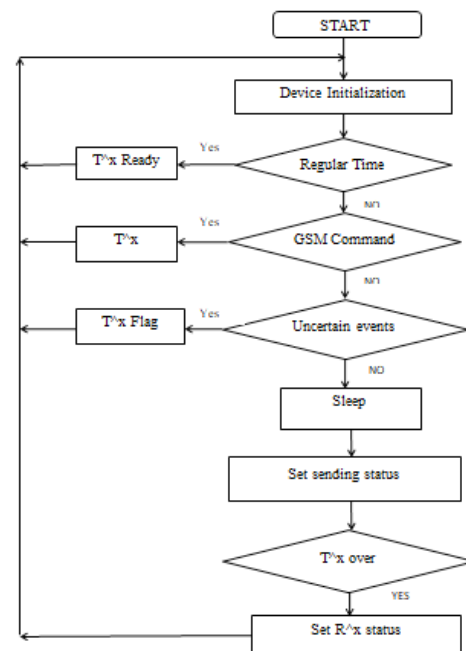 START
Device Initialization
Yes
T^x Ready
Regular Time
NO
Yes
T^x
GSM Command
NO
Yes
T^x Flag
Uncertain events
NO
Sleep
Set sending status
T^x over
YES
Set R^x status